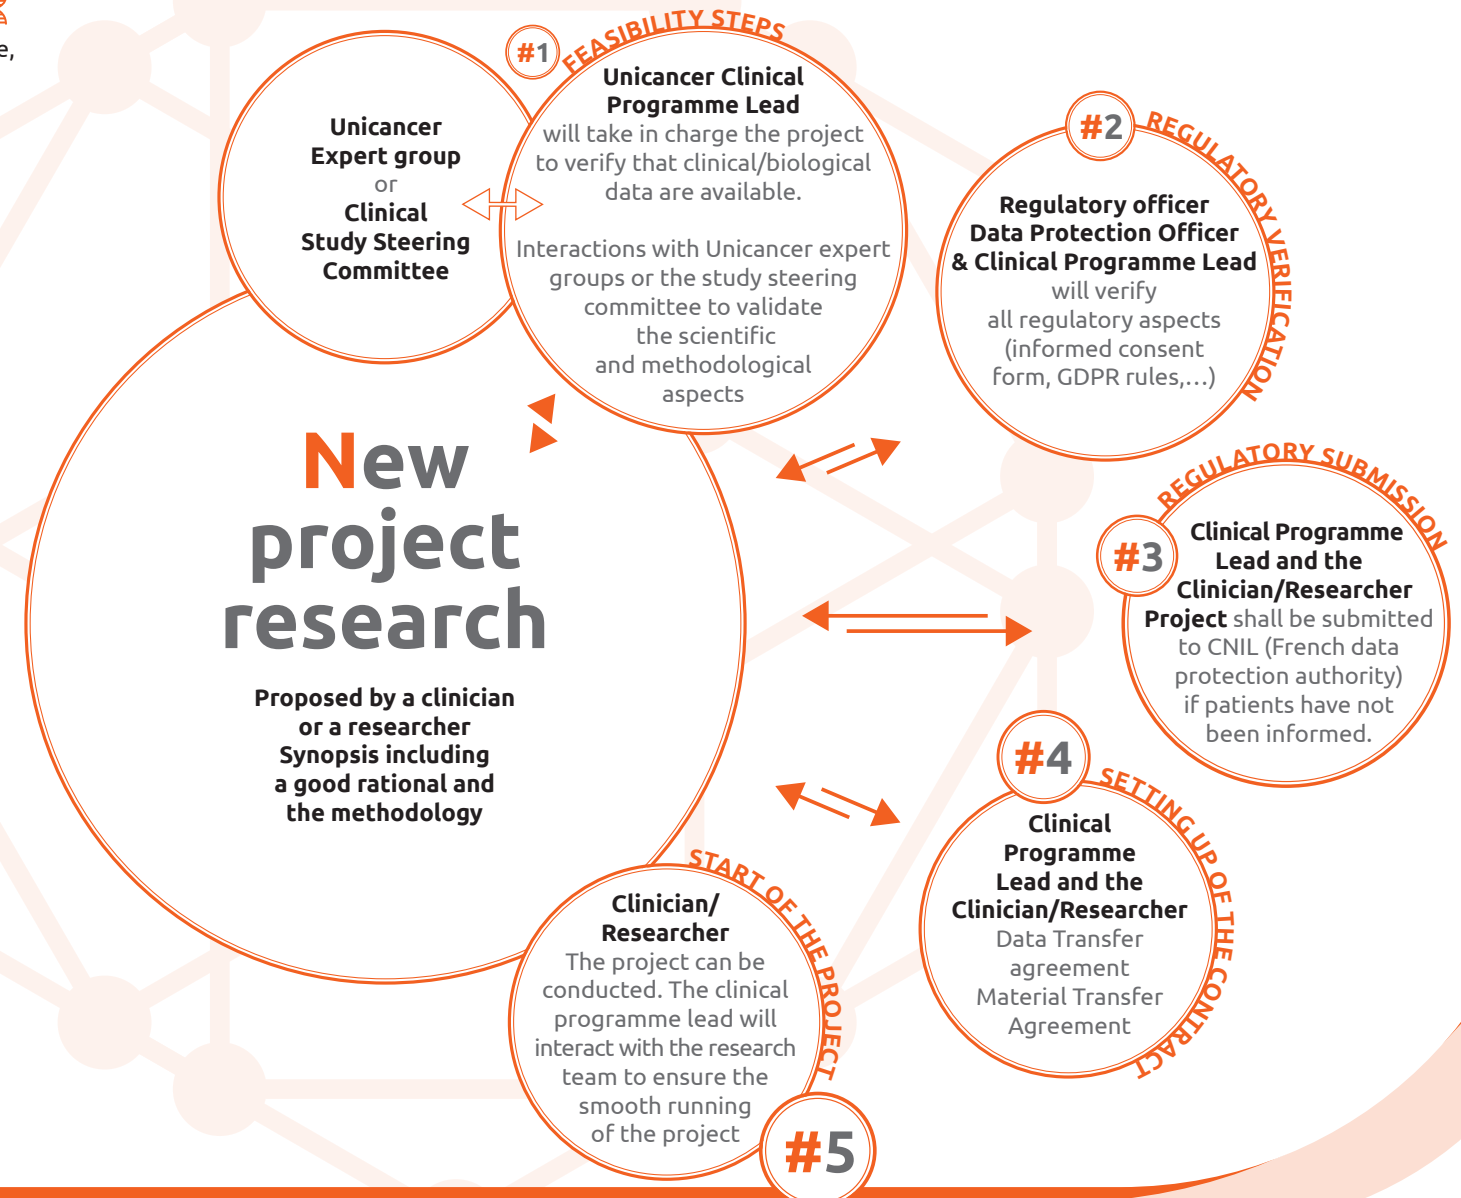 e,
Unicancer
Expert group
or
Clinical
Study Steering
Committee
#1
FEASIBILITY STEPS
Unicancer Clinical
Programme Lead
will take in charge the project
to verify that clinical/biological
data are available.
Interactions with Unicancer expert
groups or the study steering
committee to validate
the scientific
and methodological
aspects
#2
REGULATORY VERIFICATION
Regulatory officer
Data Protection Officer
& Clinical Programme Lead
will verify
all regulatory aspects
(informed consent
form, GDPR rules,...)
New
project
research
Proposed by a clinician
or a researcher
Synopsis including
a good rational and
the methodology
#3
REGULATORY SUBMISSION
Clinical Programme
Lead and the
Clinician/Researcher
Project shall be submitted
to CNIL (French data
protection authority)
if patients have not
been informed.
#4
SETTING UP OF THE CONTRACT
Clinical
Programme
Lead and the
Clinician/Researcher
Data Transfer
agreement
Material Transfer
Agreement
START OF THE PROJECT
Clinician/
Researcher
The project can be
conducted. The clinical
programme lead will
interact with the research
team to ensure the
smooth running
of the project
#5